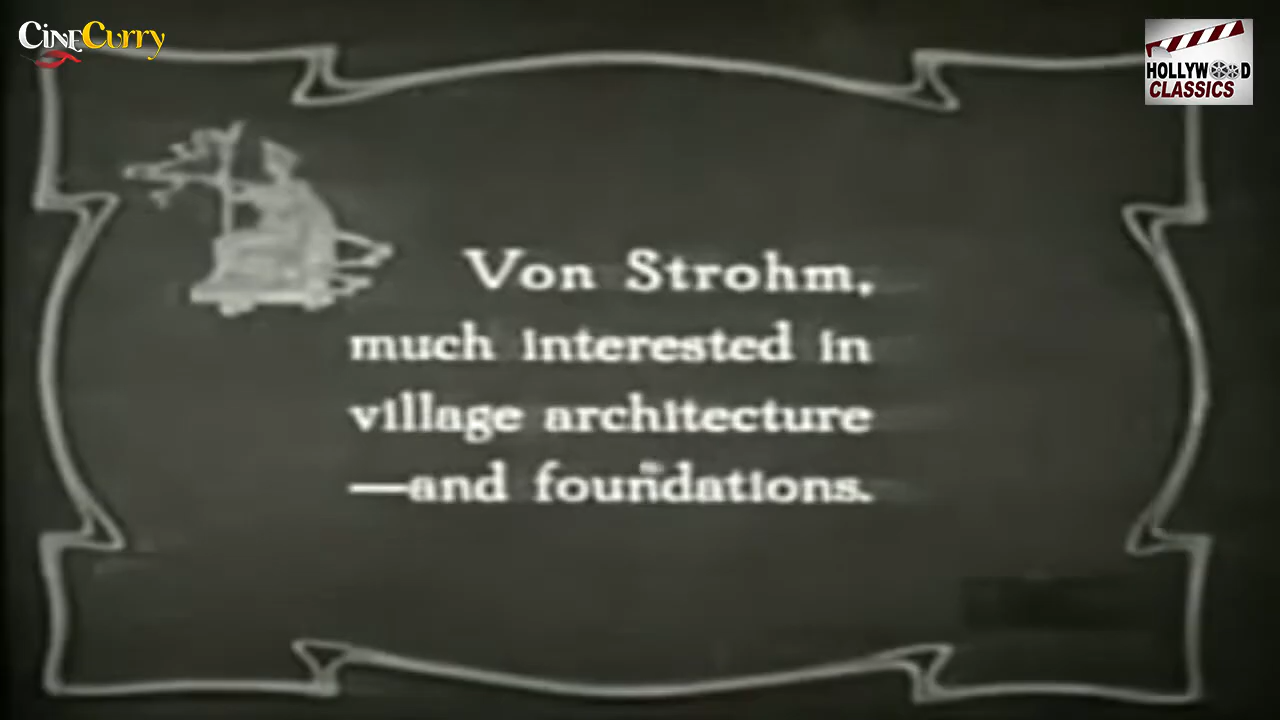 CINECURRY
HOLLYWOOD
CLASSICS
Von Strohm,
much interested in
village architecture
—and foundations.